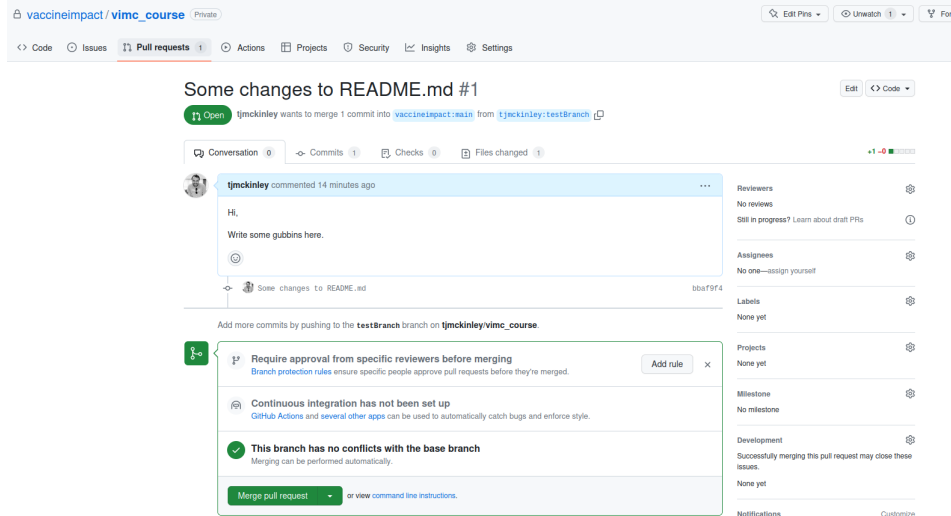 vaccineimpact / vimc_course Private
Edit Pins
Unwatch 1
For
Code
Issues
Pull requests 1
Actions
Projects
Security
Insights
Settings
Some changes to README.md #1
Edit
Code
Open
tjmckinley wants to merge 1 commit into vaccineimpact:main from tjmckinley:testBranch
Conversation 0
Commits 1
Checks 0
Files changed 1
+1 −0
tjmckinley commented 14 minutes ago
...
Hi,
Write some gubbins here.
Some changes to README.md
bbaf9f4
Add more commits by pushing to the testBranch branch on tjmckinley/vimc_course.
Require approval from specific reviewers before merging
Branch protection rules ensure specific people approve pull requests before they're merged.
Add rule
Continuous integration has not been set up
GitHub Actions and several other apps can be used to automatically catch bugs and enforce style.
This branch has no conflicts with the base branch
Merging can be performed automatically.
Merge pull request
or view command line instructions.
Reviewers
No reviews
Still in progress? Learn about draft PRs
Assignees
No one—assign yourself
Labels
None yet
Projects
None yet
Milestone
No milestone
Development
Successfully merging this pull request may close these
issues.
None yet
Notifications
Customize